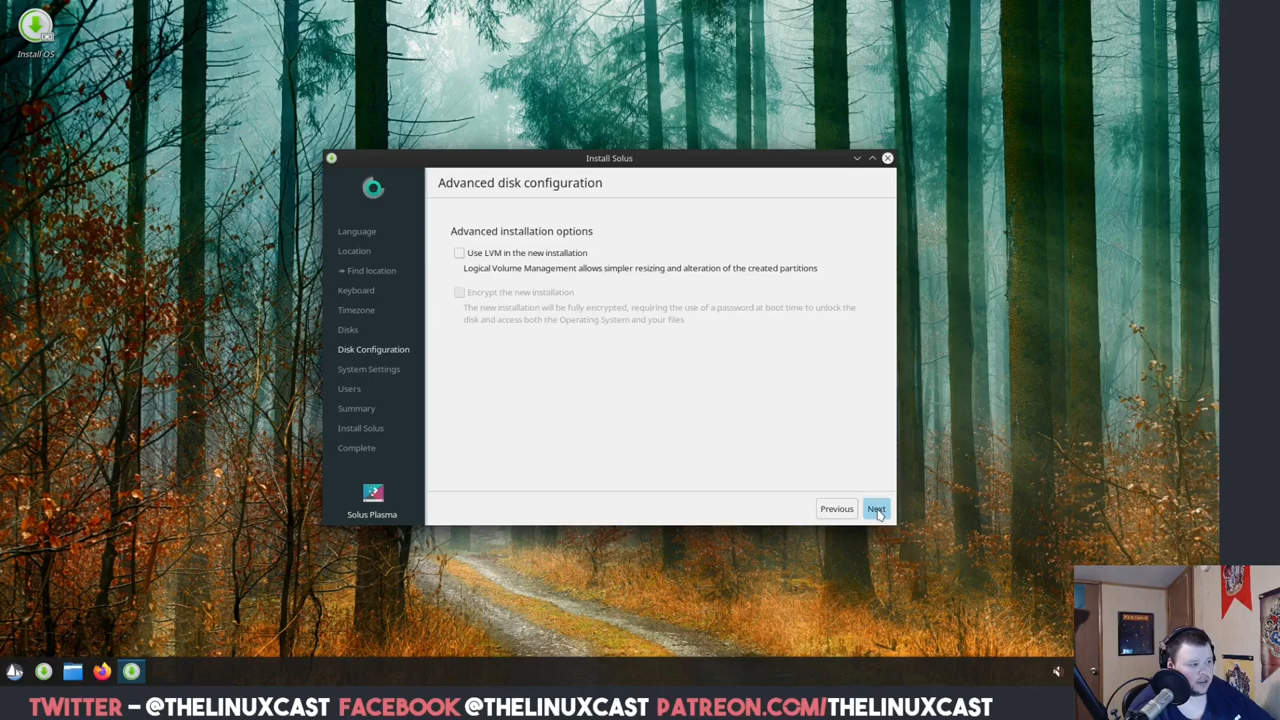 Install OS
Install Solus
Advanced disk configuration
Language
Location
Find location
Keyboard
Timezone
Disks
Disk Configuration
System Settings
Users
Summary
Install Solus
Complete
Solus Plasma
Advanced installation options
Use LVM in the new installation
Logical Volume Management allows simpler resizing and alteration of the created partitions
Encrypt the new installation
The new installation will be fully encrypted, requiring the use of a password at boot time to unlock the
disk and access both the Operating System and your files
Previous
Next
TWITTER – @THELINUXCAST FACEBOOK @THELINUXCAST PATREON.COM/THELINUXCAST